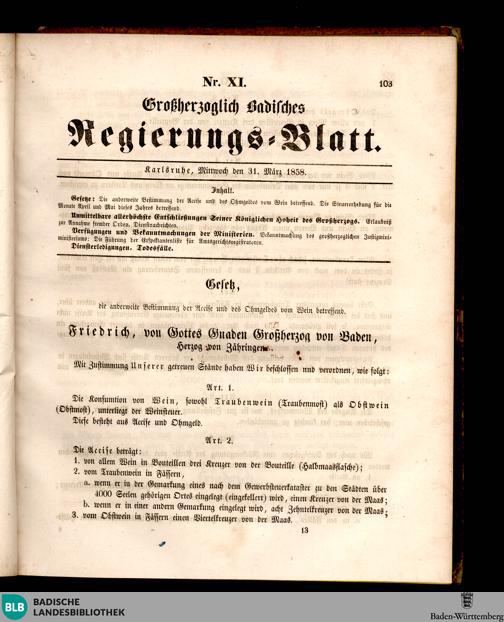 Nr. XI.
103
Großherzoglich Badisches
Regierungs-Blatt.
Karlsruhe, Mittwoch den 31. März 1858.
Inhalt.
Gesetze: Die anderweite Bestimmung der Accise und des Ohmgeldes vom Wein betreffend. Die Steuererhebung für die
Monate April und Mai dieses Jahres betreffend.
Unmittelbare allerhöchste Entschließungen Seiner Königlichen Hoheit des Großherzogs. Erlaubniß
zur Annahme fremder Orden. Dienstnachrichten.
Verfügungen und Bekanntmachungen der Ministerien. Bekanntmachung des großherzoglichen Justizmini-
ministeriums: Die Führung der Exspektantenliste für Amtsgerichtsregistratoren.
Diensterledigungen. Todesfälle.
Gesetz,
die anderweite Bestimmung der Accise und des Ohmgeldes vom Wein betreffend.
Friedrich, von Gottes Gnaden Großherzog von Baden,
Herzog von Zähringen.
Mit Zustimmung Unserer getreuen Stände haben Wir beschlossen und verordnen, wie folgt:
Art. 1.
Die Konsumtion von Wein, sowohl Traubenwein (Traubenmost) als Obstwein
(Obstmost), unterliegt der Weinsteuer.
Diese besteht aus Accise und Ohmgeld.
Art. 2.
Die Accise beträgt:
1. von allem Wein in Bouteillen drei Kreuzer von der Bouteille (Halbmaasflasche);
2. vom Traubenwein in Fässern,
a. wenn er in der Gemarkung eines nach dem Gewerbsteuerkataster zu den Städten über
4000 Seelen gehörigen Ortes eingelegt (eingekellert) wird, einen Kreuzer von der Maas;
b. wenn er in einer andern Gemarkung eingelegt wird, acht Zehntelkreuzer von der Maas;
3. vom Obstwein in Fässern einen Viertelkreuzer von der Maas.
13
BLB
BADISCHE
LANDESBIBLIOTHEK
Baden-Württemberg